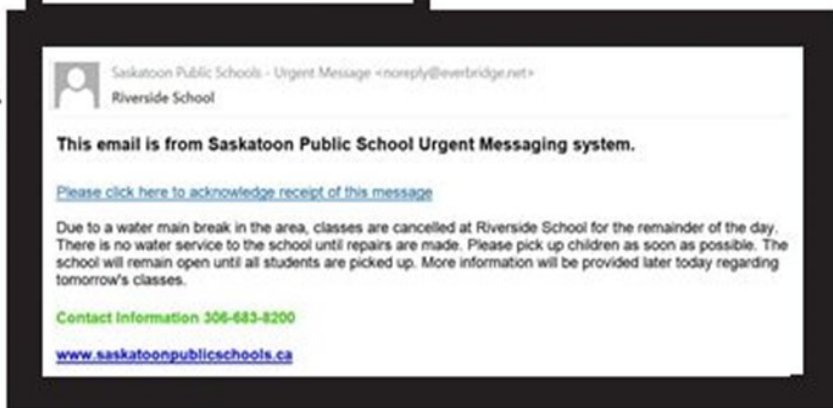 Saskatoon Public Schools - Urgent Message <noreply@everbridge.net>
Riverside School
This email is from Saskatoon Public School Urgent Messaging system.
Please click here to acknowledge receipt of this message
Due to a water main break in the area, classes are cancelled at Riverside School for the remainder of the day.
There is no water service to the school until repairs are made. Please pick up children as soon as possible. The
school will remain open until all students are picked up. More information will be provided later today regarding
tomorrow's classes.
Contact Information 306-683-8200
www.saskatoonpublicschools.ca